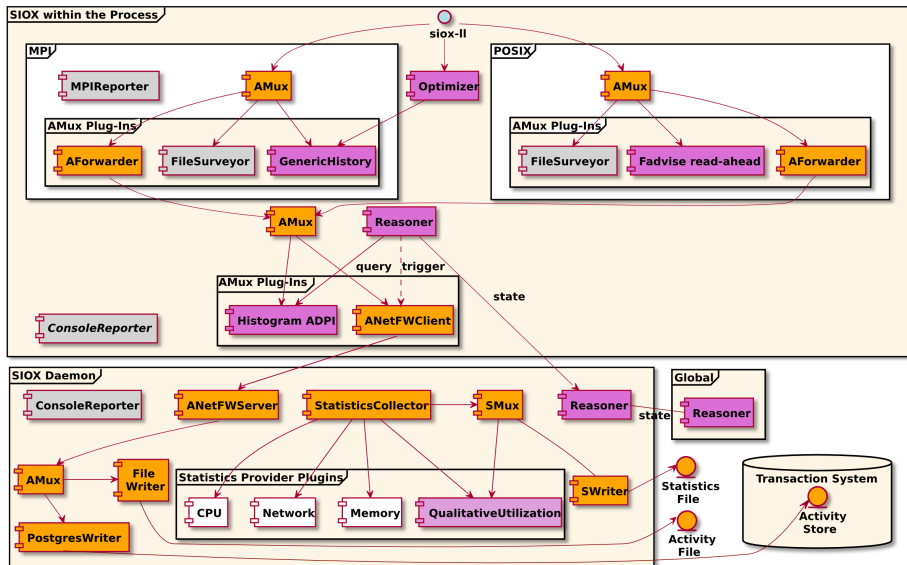 SIOX within the Process
siox-ll
MPI
POSIX
MPIReporter
AMux
Optimizer
AMux
AMux Plug-Ins
AForwarder
FileSurveyor
GenericHistory
AMux Plug-Ins
FileSurveyor
Fadvise read-ahead
AForwarder
AMux
Reasoner
query
trigger
state
AMux Plug-Ins
Histogram ADPI
ANetFWClient
ConsoleReporter
SIOX Daemon
ConsoleReporter
ANetFWServer
StatisticsCollector
SMux
Reasoner
state
Global
Reasoner
AMux
File
Writer
Statistics Provider Plugins
CPU
Network
Memory
QualitativeUtilization
SWriter
Statistics
File
PostgresWriter
Activity
File
Transaction System
Activity
Store